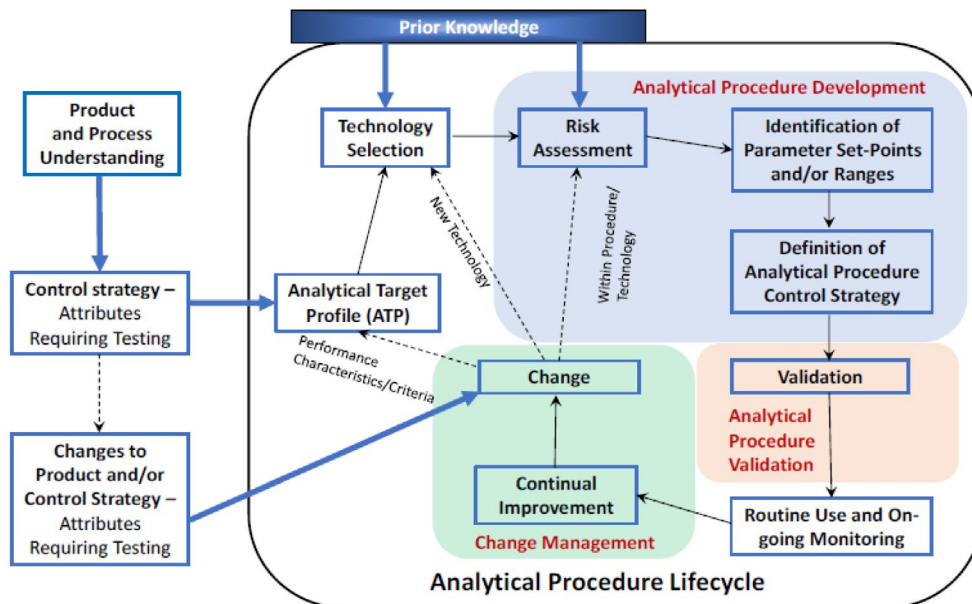 Prior Knowledge
Analytical Procedure Development
Product
and Process
Understanding
Technology
Selection
Risk
Assessment
Identification of
Parameter Set-Points
and/or Ranges
New Technology
Within Procedure/
Technology
Control strategy –
Attributes
Requiring Testing
Analytical Target
Profile (ATP)
Definition of
Analytical Procedure
Control Strategy
Performance
Characteristics/Criteria
Change
Validation
Analytical
Procedure
Validation
Changes to
Product and/or
Control Strategy –
Attributes
Requiring Testing
Continual
Improvement
Change Management
Routine Use and On-
going Monitoring
Analytical Procedure Lifecycle